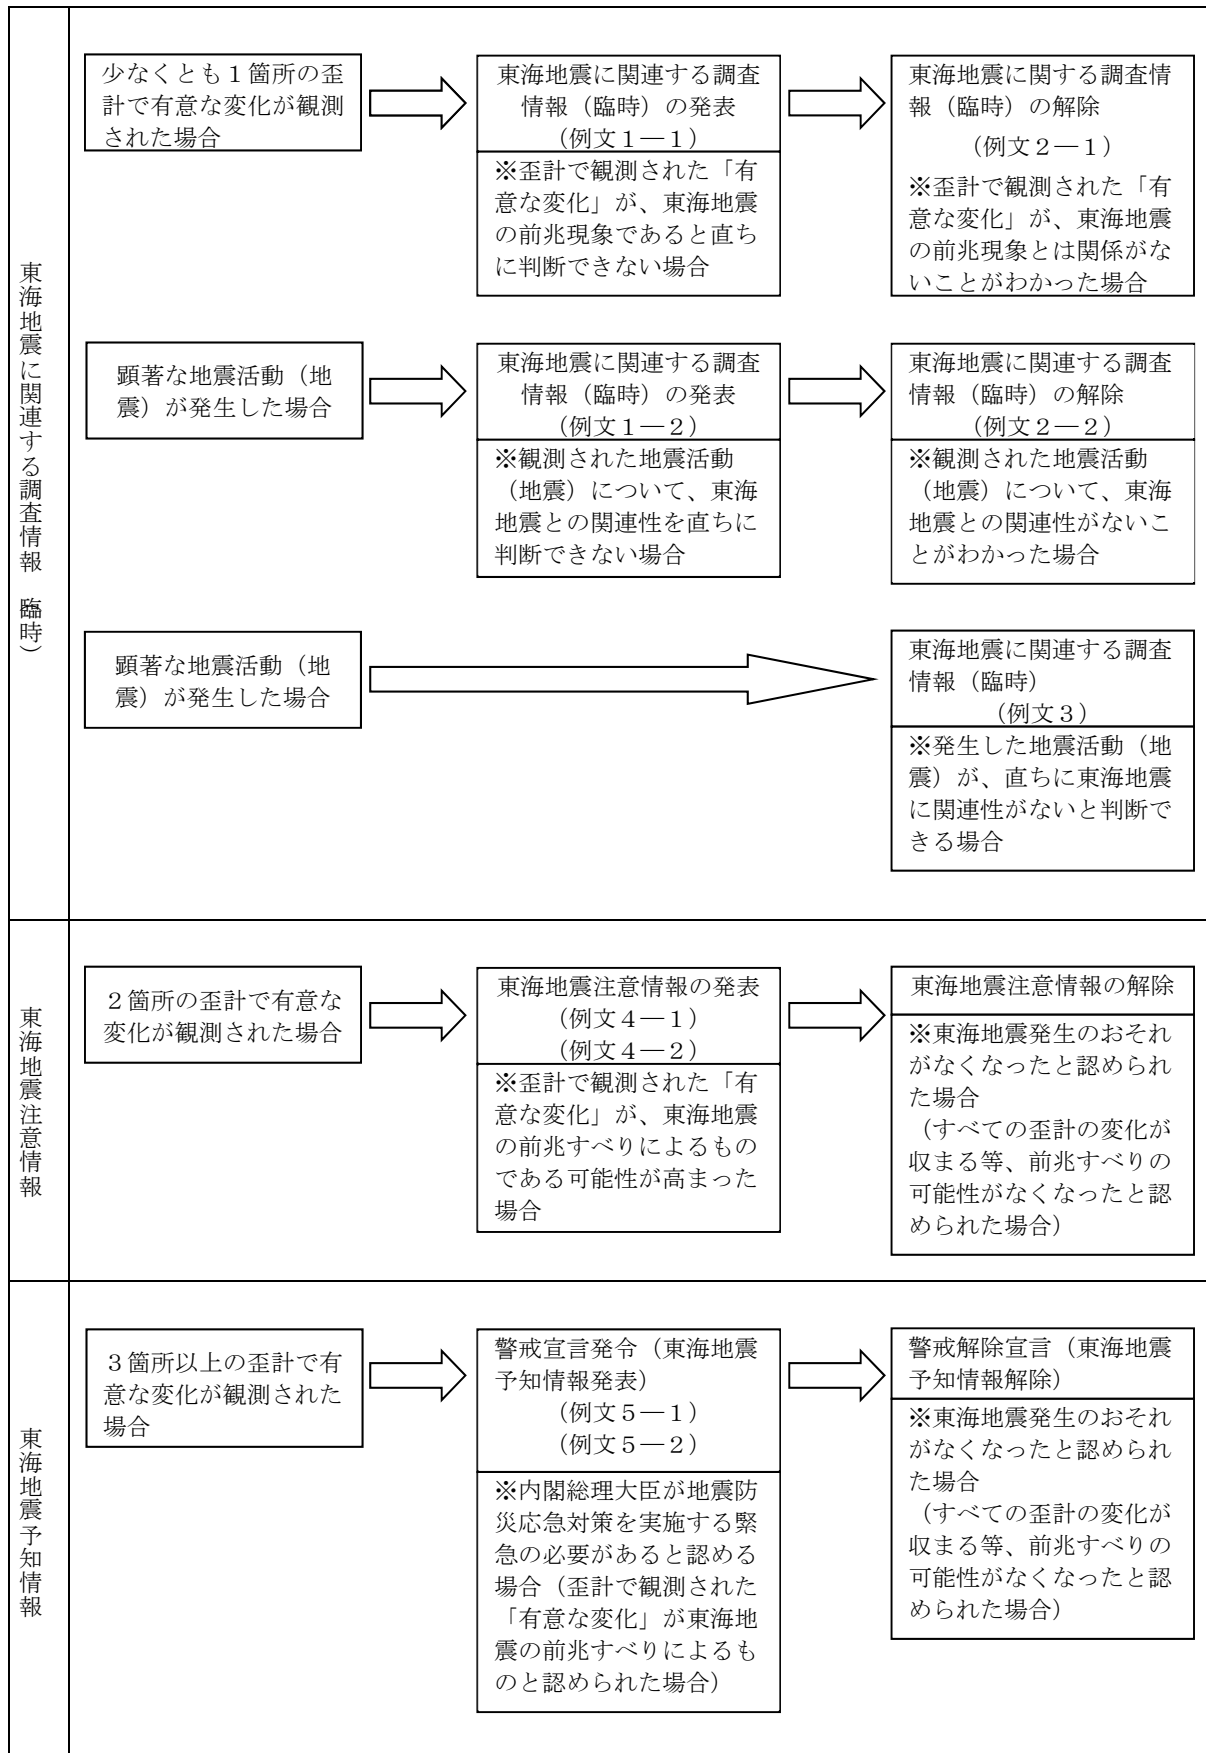 東海地震に関連する調査情報 臨時）
少なくとも１箇所の歪
計で有意な変化が観測
された場合
東海地震に関連する調査
情報（臨時）の発表
（例文１―１）
※歪計で観測された「有
意な変化」が、東海地震
の前兆現象であると直ち
に判断できない場合
東海地震に関する調査情
報（臨時）の解除
（例文２―１）
※歪計で観測された「有
意な変化」が、東海地震
の前兆現象とは関係がな
いことがわかった場合
顕著な地震活動（地
震）が発生した場合
東海地震に関連する調査
情報（臨時）の発表
（例文１―２）
※観測された地震活動
（地震）について、東海
地震との関連性を直ちに
判断できない場合
東海地震に関連する調査
情報（臨時）の解除
（例文２―２）
※観測された地震活動
（地震）について、東海
地震との関連性がないこ
とがわかった場合
顕著な地震活動（地
震）が発生した場合
東海地震に関連する調査
情報（臨時）
（例文３）
※発生した地震活動（地
震）が、直ちに東海地震
に関連性がないと判断で
きる場合
東海地震注意情報
２箇所の歪計で有意な
変化が観測された場合
東海地震注意情報の発表
（例文４―１）
（例文４―２）
※歪計で観測された「有
意な変化」が、東海地震
の前兆すべりによるもの
である可能性が高まった
場合
東海地震注意情報の解除
※東海地震発生のおそれ
がなくなったと認められ
た場合
（すべての歪計の変化が
収まる等、前兆すべりの
可能性がなくなったと認
められた場合）
東海地震予知情報
３箇所以上の歪計で有
意な変化が観測された
場合
警戒宣言発令（東海地震
予知情報発表）
（例文５―１）
（例文５―２）
※内閣総理大臣が地震防
災応急対策を実施する緊
急の必要があると認める
場合（歪計で観測された
「有意な変化」が東海地
震の前兆すべりによるも
のと認められた場合）
警戒解除宣言（東海地震
予知情報解除）
※東海地震発生のおそれ
がなくなったと認められ
た場合
（すべての歪計の変化が
収まる等、前兆すべりの
可能性がなくなったと認
められた場合）